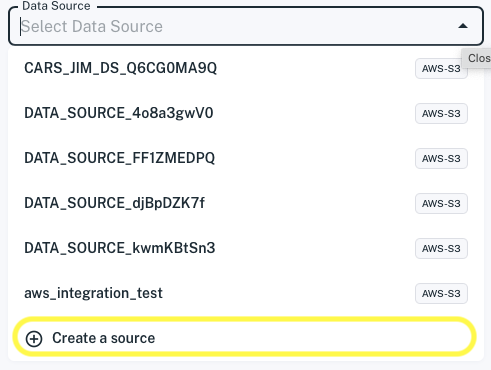 Data Source
Select Data Source
Clos
CARS_JIM_DS_Q6CG0MA9Q AWS-S3
DATA_SOURCE_4o8a3gwV0 AWS-S3
DATA_SOURCE_FF1ZMEDPQ AWS-S3
DATA_SOURCE_djBpDZK7f AWS-S3
DATA_SOURCE_kwmKBtSn3 AWS-S3
aws_integration_test AWS-S3
Create a source